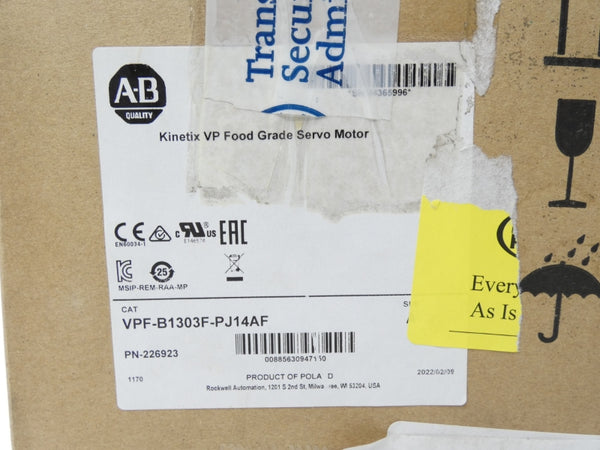 Trans
Secu
Admi
A-B
QUALITY
Kinetix VP Food Grade Servo Motor
CE
EN60034-1
EAC
25
MSIP-REM-RAA-MP
CAT
VPF-B1303F-PJ14AF
PN-226923
1170
PRODUCT OF POLA D
2022/02/09
Rockwell Automation, 1201 S 2nd St, Milwa ee, WI 53204, USA
Every
As Is